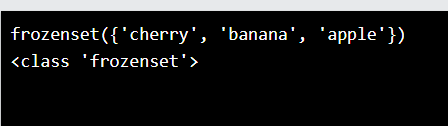 frozenset({'cherry', 'banana', 'apple'})
<class 'frozenset'>